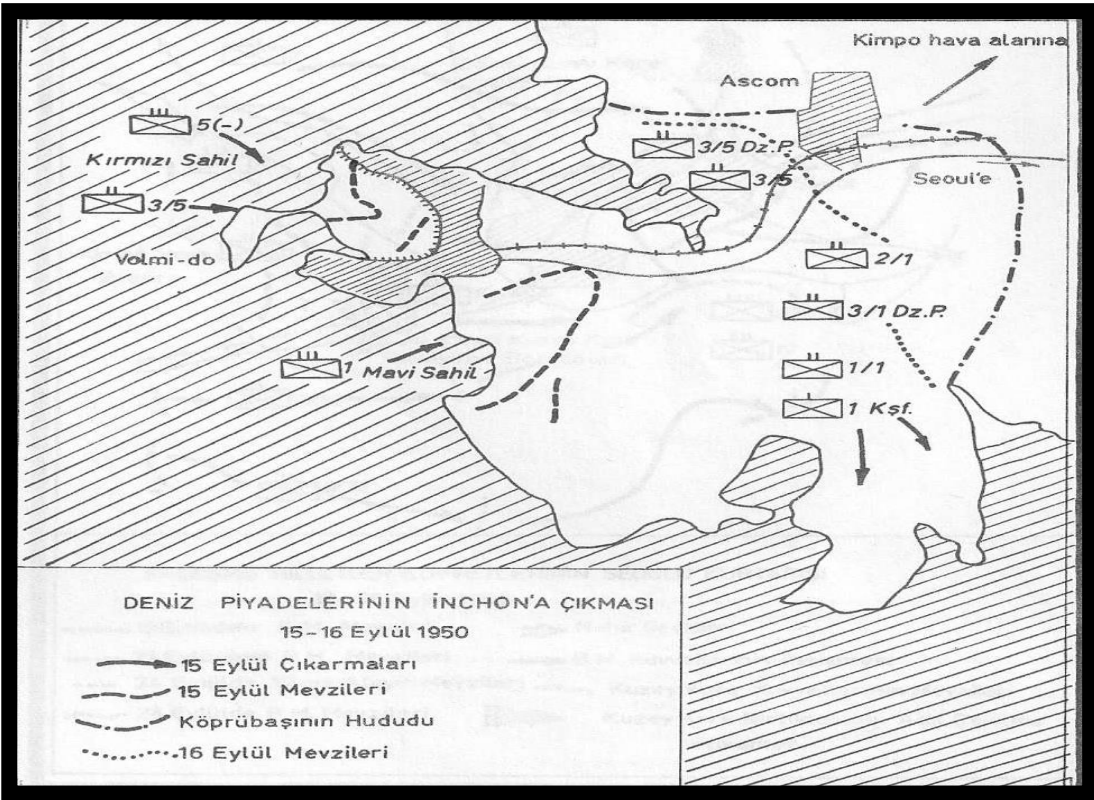 Kimpo hava alanına
Ascom
5(-)
Kırmızı Sahil
3/5 Dz.P.
3/5
Seoul'e
3/5
Volmi-do
2/1
3/1 Dz.P.
1
Mavi Sahil
1/1
1 Kşf.
DENİZ PİYADELERİNİN İNCHON'A ÇIKMASI
15-16 Eylül 1950
15 Eylül Çıkarmaları
15 Eylül Mevzileri
Köprübaşının Hududu
16 Eylül Mevzileri